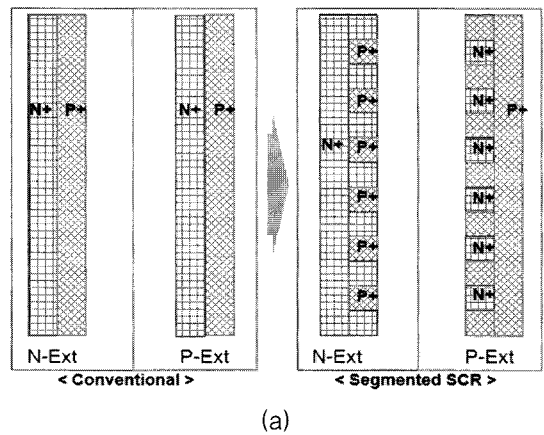 P+ N+
P+ N+
N+ P+ N+ P+ P+
N+ P+ N+
P+ N+
P+ N+
P+ N+
N-Ext P-Ext N-Ext P-Ext
< Conventional > < Segmented SCR >
(a)